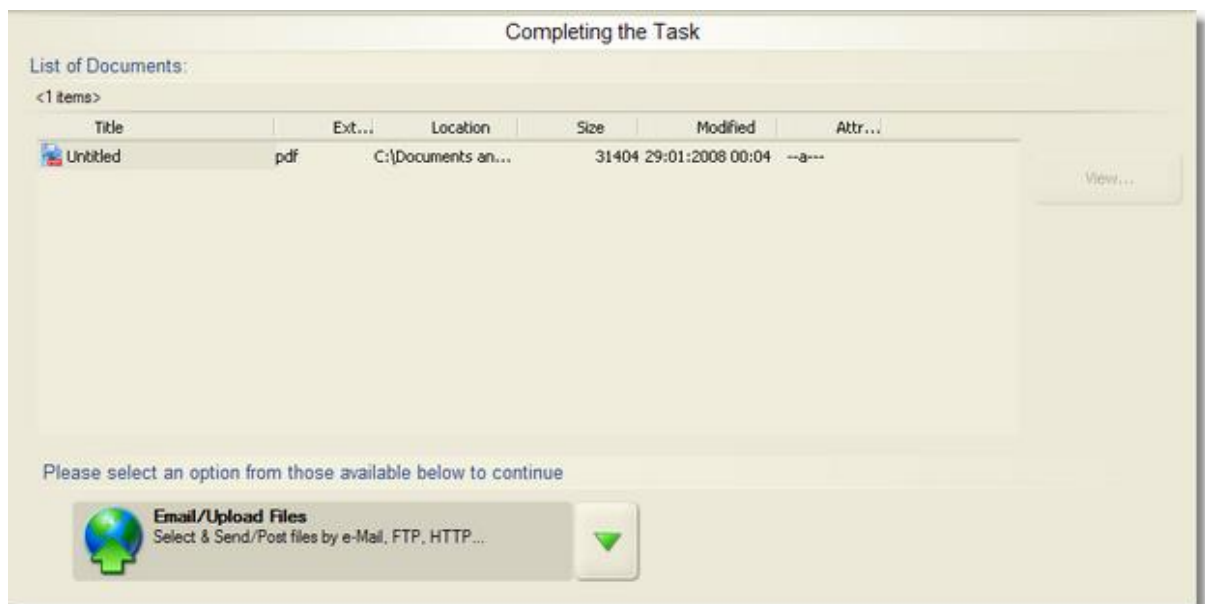 Completing the Task
List of Documents:
<1 items>
Title Ext... Location Size Modified Attr...
Untitled pdf C:\Documents an... 31404 29:01:2008 00:04 --a---
View...
Please select an option from those available below to continue
Email/Upload Files
Select & Send/Post files by e-Mail, FTP, HTTP...